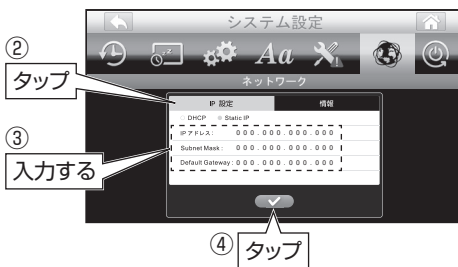 システム設定
Aa
ネットワーク
② タップ
IP 設定 情報
DHCP Static IP
③ 入力する
IPアドレス: 000.000.000.000
Subnet Mask: 000.000.000.000
Default Gateway: 000.000.000.000
④ タップ